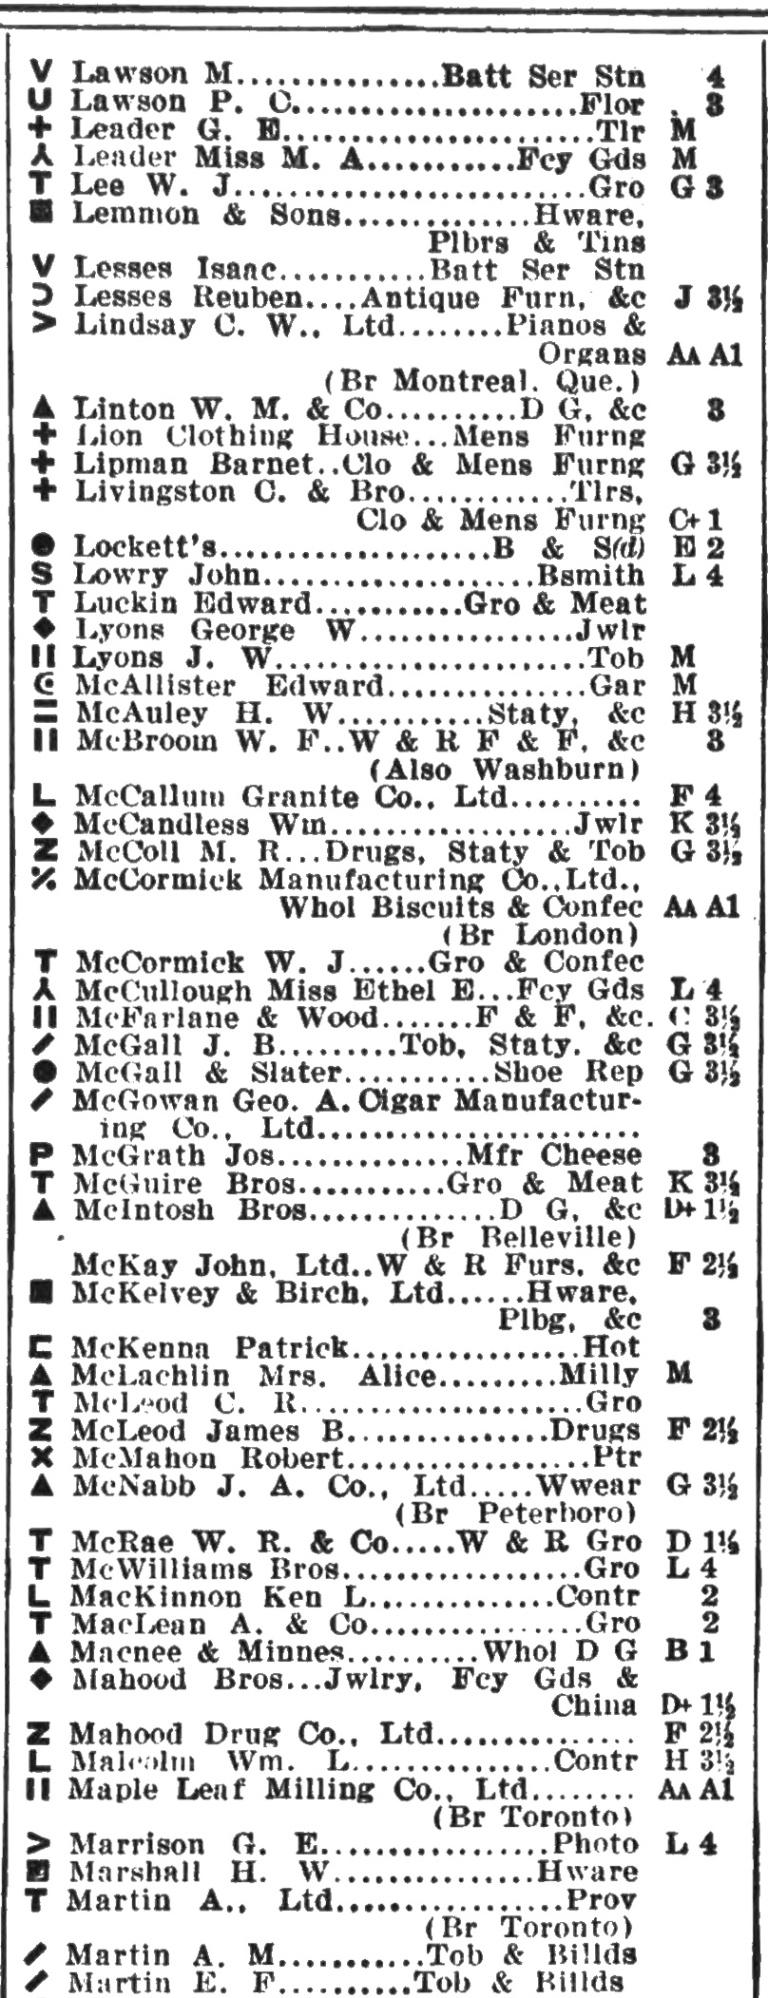 V Lawson M...............Batt Ser Stn 4
U Lawson P. C.....................Flor . 3
+ Leader G. E.......................Tlr M
⅄ Leader Miss M. A...........Fcy Gds M
T Lee W. J..........................Gro G 3
■ Lemmon & Sons..............Hware,
Plbrs & Tins
V Lesses Isaac...........Batt Ser Stn
Ɔ Lesses Reuben....Antique Furn, &c J 3½
> Lindsay C. W., Ltd........Pianos &
Organs AA A1
(Br Montreal. Que.)
▲ Linton W. M. & Co..........D G, &c 3
+ Lion Clothing House...Mens Furng
+ Lipman Barnet..Clo & Mens Furng G 3½
+ Livingston C. & Bro............Tlrs,
Clo & Mens Furng C+ 1
● Lockett's....................B & S(d) E 2
S Lowry John....................Bsmith L 4
T Luckin Edward...........Gro & Meat
◆ Lyons George W................Jwlr
II Lyons J. W.......................Tob M
McAllister Edward...............Gar M
= McAuley H. W...........Staty, &c H 3½
II McBroom W. F..W & R F & F, &c 3
(Also Washburn)
L McCallum Granite Co., Ltd.......... F 4
◆ McCandless Wm..................Jwlr K 3½
Z McColl M. R...Drugs, Staty & Tob G 3½
٪ McCormick Manufacturing Co.,Ltd.,
Whol Biscuits & Confec AA A1
(Br London)
T McCormick W. J......Gro & Confec
⅄ McCullough Miss Ethel E...Fcy Gds L 4
II McFarlane & Wood.......F & F, &c. C 3½
/ McGall J. B.........Tob, Staty. &c G 3½
● McGall & Slater...........Shoe Rep G 3½
/ McGowan Geo. A. Cigar Manufactur-
ing Co., Ltd........................
P McGrath Jos..............Mfr Cheese 3
T McGuire Bros...........Gro & Meat K 3½
▲ McIntosh Bros..............D G, &c D+ 1½
(Br Belleville)
McKay John, Ltd..W & R Furs, &c F 2½
■ McKelvey & Birch, Ltd......Hware,
Plbg, &c 3
⊏ McKenna Patrick.................Hot
▲ McLachlin Mrs. Alice.........Milly M
T McLeod C. R.....................Gro
Z McLeod James B...............Drugs F 2½
X McMahon Robert..................Ptr
▲ McNabb J. A. Co., Ltd.....Wwear G 3½
(Br Peterboro)
T McRae W. R. & Co.....W & R Gro D 1½
T McWilliams Bros..................Gro L 4
L MacKinnon Ken L..............Contr 2
T MacLean A. & Co................Gro 2
▲ Macnee & Minnes..........Whol D G B 1
◆ Mahood Bros...Jwlry, Fcy Gds &
China D+ 1½
Z Mahood Drug Co., Ltd............... F 2½
L Malcolm Wm. L...............Contr H 3½
II Maple Leaf Milling Co., Ltd........ AA A1
(Br Toronto)
> Marrison G. E.................Photo L 4
Marshall H. W...............Hware
T Martin A., Ltd.................Prov
(Br Toronto)
/ Martin A. M...........Tob & Billds
/ Martin E. F..........Tob & Billds